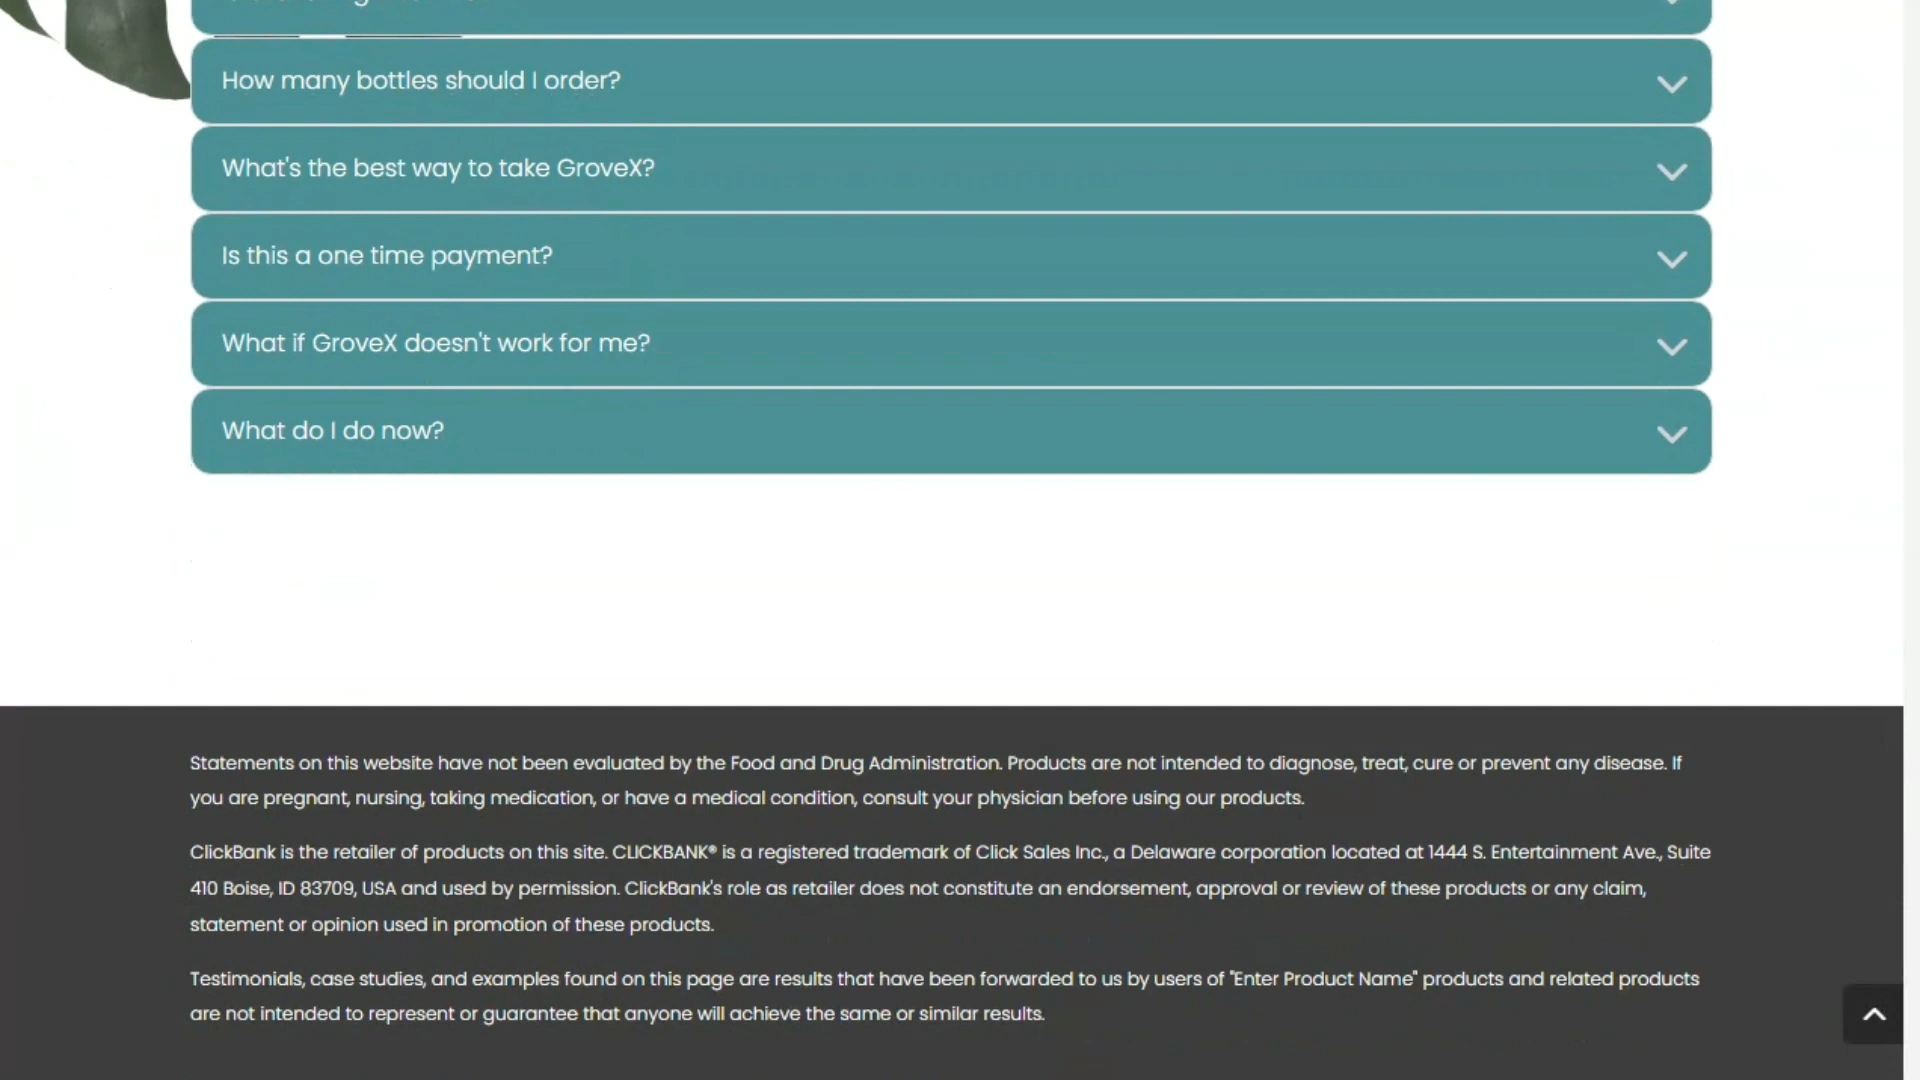 How many bottles should I order?
What's the best way to take GroveX?
Is this a one time payment?
What if GroveX doesn't work for me?
What do I do now?
Statements on this website have not been evaluated by the Food and Drug Administration. Products are not intended to diagnose, treat, cure or prevent any disease. If
you are pregnant, nursing, taking medication, or have a medical condition, consult your physician before using our products.
ClickBank is the retailer of products on this site. CLICKBANK® is a registered trademark of Click Sales Inc., a Delaware corporation located at 1444 S. Entertainment Ave., Suite
410 Boise, ID 83709, USA and used by permission. ClickBank's role as retailer does not constitute an endorsement, approval or review of these products or any claim,
statement or opinion used in promotion of these products.
Testimonials, case studies, and examples found on this page are results that have been forwarded to us by users of "Enter Product Name" products and related products
are not intended to represent or guarantee that anyone will achieve the same or similar results.